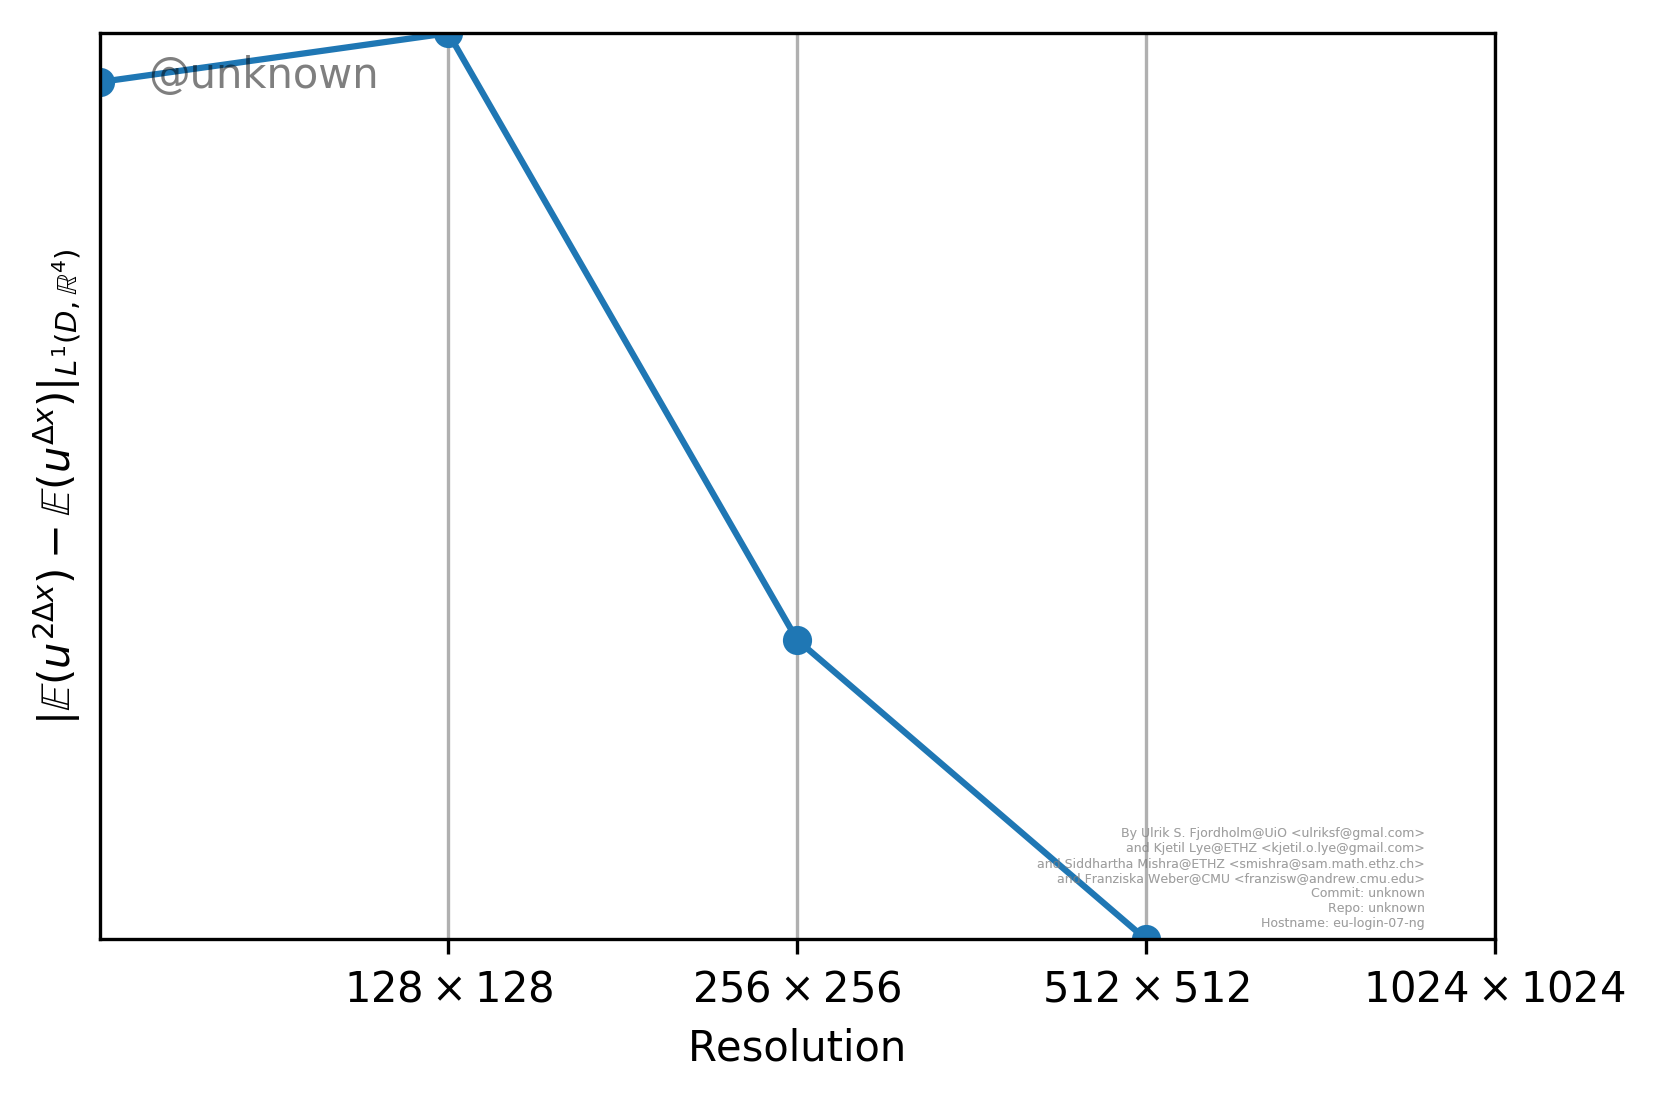 @unknown
|𝔼(u^{2Δx}) − 𝔼(u^{Δx})|_{L^1(D, ℝ^4)}
By Ulrik S. Fjordholm@UiO <ulriksf@gmal.com>
and Kjetil Lye@ETHZ <kjetil.o.lye@gmail.com>
and Siddhartha Mishra@ETHZ <smishra@sam.math.ethz.ch>
and Franziska Weber@CMU <franzisw@andrew.cmu.edu>
Commit: unknown
Repo: unknown
Hostname: eu-login-07-ng
128 × 128 256 × 256 512 × 512 1024 × 1024
Resolution